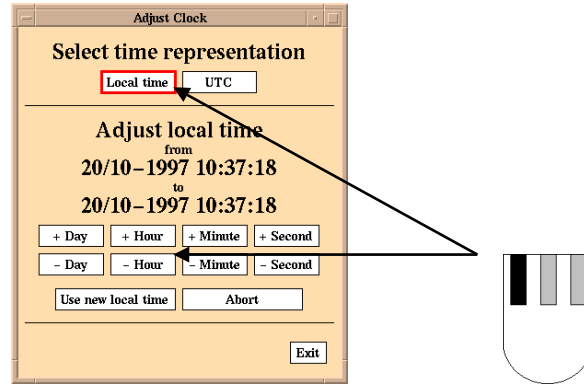 Adjust Clock
Select time representation
Local time UTC
Adjust local time
from
20/10-1997 10:37:18
to
20/10-1997 10:37:18
+ Day + Hour + Minute + Second
- Day - Hour - Minute - Second
Use new local time Abort
Exit